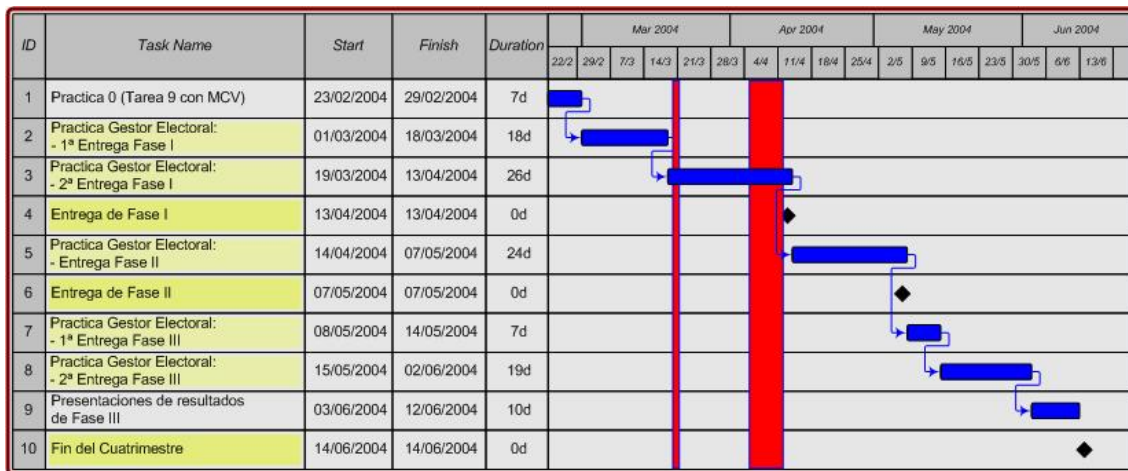 ID Task Name Start Finish Duration Mar 2004 Apr 2004 May 2004 Jun 2004
22/2 29/2 7/3 14/3 21/3 28/3 4/4 11/4 18/4 25/4 2/5 9/5 16/5 23/5 30/5 6/6 13/6
1 Practica 0 (Tarea 9 con MCV) 23/02/2004 29/02/2004 7d
2 Practica Gestor Electoral:
- 1ª Entrega Fase I 01/03/2004 18/03/2004 18d
3 Practica Gestor Electoral:
- 2ª Entrega Fase I 19/03/2004 13/04/2004 26d
4 Entrega de Fase I 13/04/2004 13/04/2004 0d
5 Practica Gestor Electoral:
- Entrega Fase II 14/04/2004 07/05/2004 24d
6 Entrega de Fase II 07/05/2004 07/05/2004 0d
7 Practica Gestor Electoral:
- 1ª Entrega Fase III 08/05/2004 14/05/2004 7d
8 Practica Gestor Electoral:
- 2ª Entrega Fase III 15/05/2004 02/06/2004 19d
9 Presentaciones de resultados
de Fase III 03/06/2004 12/06/2004 10d
10 Fin del Cuatrimestre 14/06/2004 14/06/2004 0d